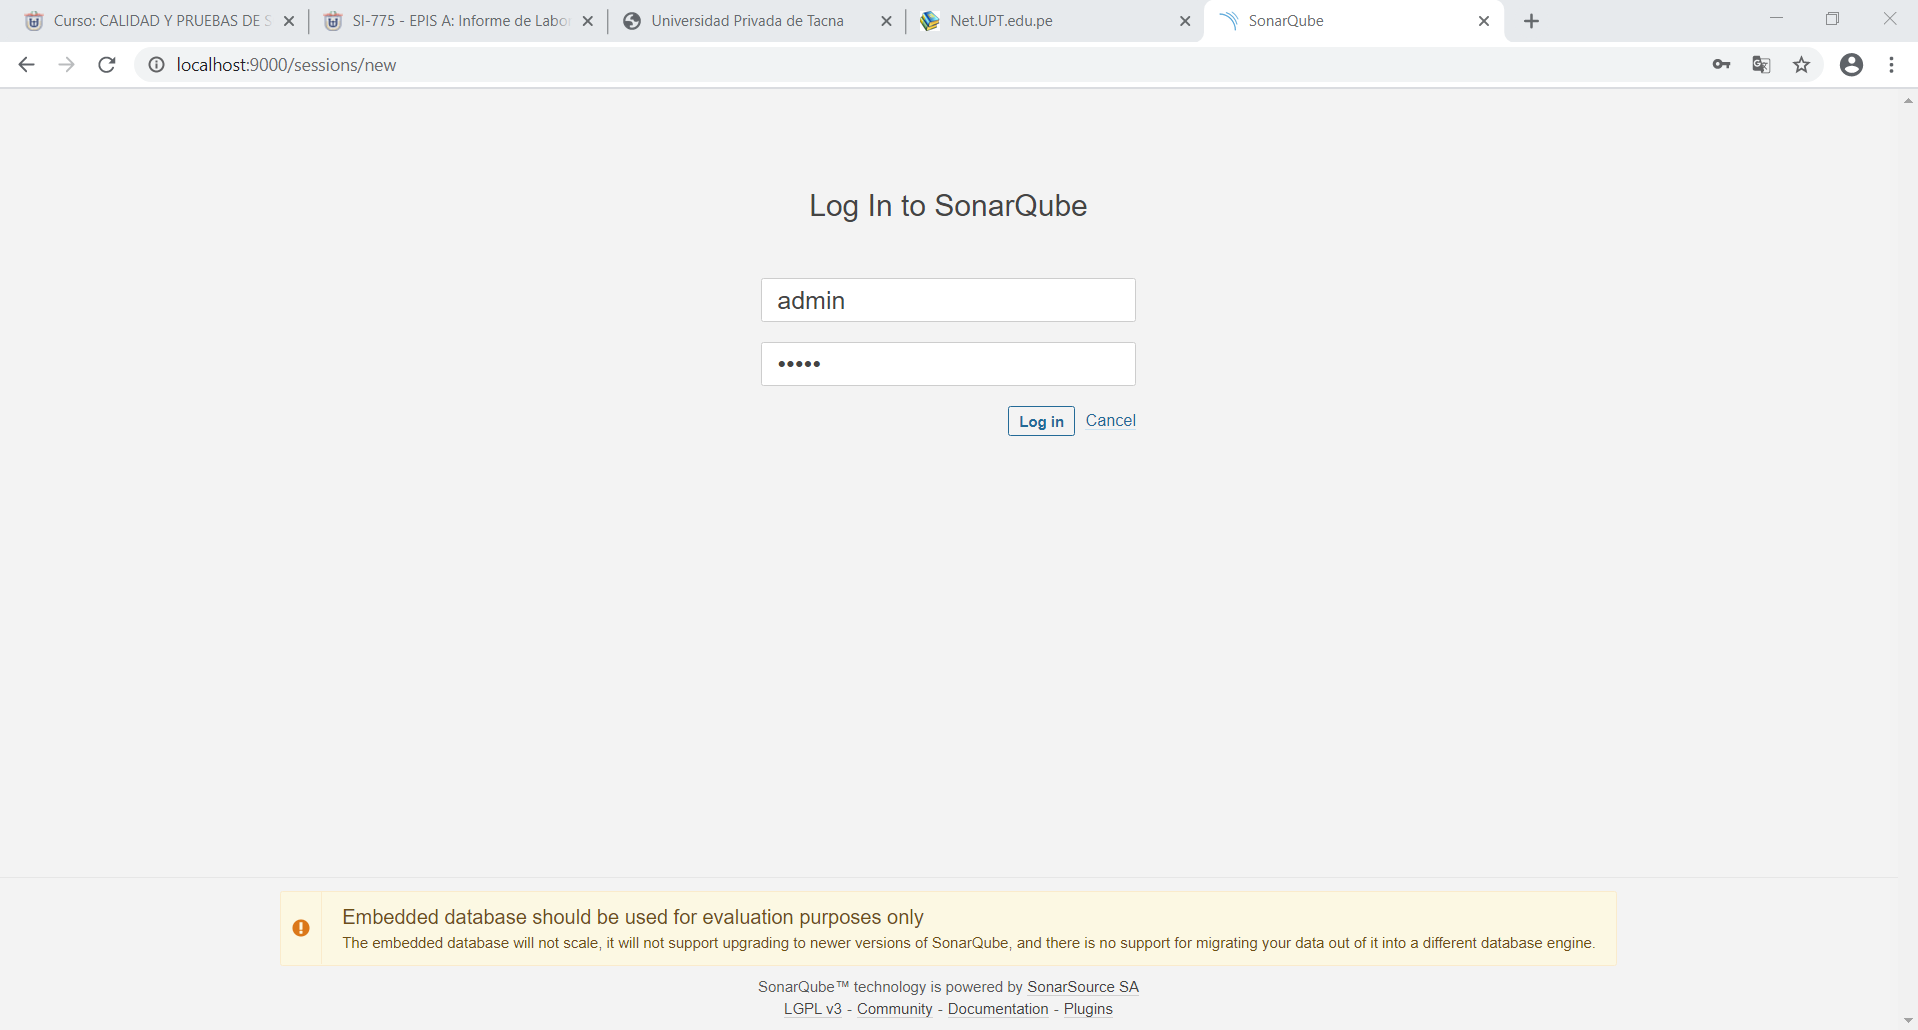 Curso: CALIDAD Y PRUEBAS DE S
SI-775 - EPIS A: Informe de Labor
Universidad Privada de Tacna
Net.UPT.edu.pe
SonarQube
localhost:9000/sessions/new
Log In to SonarQube
admin
•••••
Log in Cancel
Embedded database should be used for evaluation purposes only
The embedded database will not scale, it will not support upgrading to newer versions of SonarQube, and there is no support for migrating your data out of it into a different database engine.
SonarQube™ technology is powered by SonarSource SA
LGPL v3 - Community - Documentation - Plugins